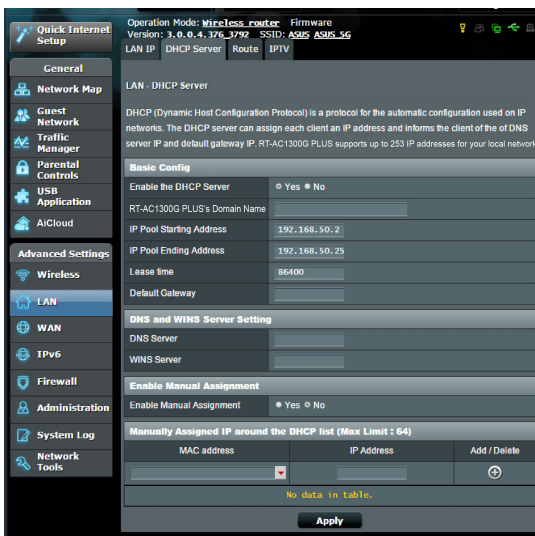 Quick Internet
Setup
General
Network Map
Guest
Network
Traffic
Manager
Parental
Controls
USB
Application
AiCloud
Advanced Settings
Wireless
LAN
WAN
IPv6
Firewall
Administration
System Log
Network
Tools
Operation Mode: Wireless router Firmware
Version: 3.0.0.4.376_3792 SSID: ASUS ASUS_5G
LAN IP DHCP Server Route IPTV
LAN - DHCP Server
DHCP (Dynamic Host Configuration Protocol) is a protocol for the automatic configuration used on IP
networks. The DHCP server can assign each client an IP address and informs the client of the of DNS
server IP and default gateway IP. RT-AC1300G PLUS supports up to 253 IP addresses for your local network
Basic Config
Enable the DHCP Server Yes No
RT-AC1300G PLUS's Domain Name
IP Pool Starting Address 192.168.50.2
IP Pool Ending Address 192.168.50.25
Lease time 86400
Default Gateway
DNS and WINS Server Setting
DNS Server
WINS Server
Enable Manual Assignment
Enable Manual Assignment Yes No
Manually Assigned IP around the DHCP list (Max Limit : 64)
MAC address IP Address Add / Delete
No data in table.
Apply